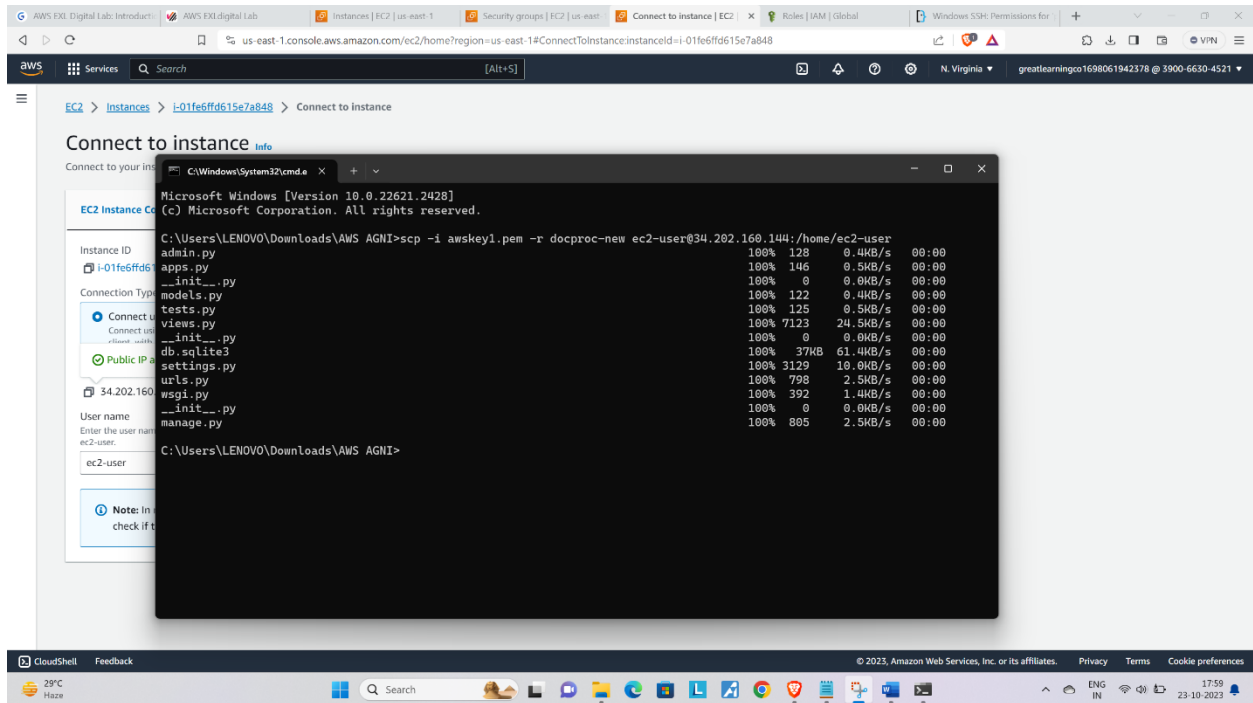 AWS EXL Digital Lab: Introducti
AWS EXLdigital Lab
Instances | EC2 | us-east-1
Security groups | EC2 | us-east-
Connect to instance | EC2 |
Roles | IAM | Global
Windows SSH: Permissions for
us-east-1.console.aws.amazon.com/ec2/home?region=us-east-1#ConnectToInstance:instanceId=i-01fe6ffd615e7a848
VPN
aws
Services
Search
[Alt+S]
N. Virginia
greatlearningco1698061942378 @ 3900-6630-4521
EC2 > Instances > i-01fe6ffd615e7a848 > Connect to instance
Connect to instance Info
Connect to your ins
EC2 Instance Co
Instance ID
i-01fe6ffd61
Connection Typ
Connect u
Connect usi
client, with
Public IP a
34.202.160
User name
Enter the user nam
ec2-user.
ec2-user
Note: In
check if t
C:\Windows\System32\cmd.e
Microsoft Windows [Version 10.0.22621.2428]
(c) Microsoft Corporation. All rights reserved.
C:\Users\LENOVO\Downloads\AWS AGNI>scp -i awskey1.pem -r docproc-new ec2-user@34.202.160.144:/home/ec2-user
admin.py 100% 128 0.4KB/s 00:00
apps.py 100% 146 0.5KB/s 00:00
__init__.py 100% 0 0.0KB/s 00:00
models.py 100% 122 0.4KB/s 00:00
tests.py 100% 125 0.5KB/s 00:00
views.py 100% 7123 24.5KB/s 00:00
__init__.py 100% 0 0.0KB/s 00:00
db.sqlite3 100% 37KB 61.4KB/s 00:00
settings.py 100% 3129 10.0KB/s 00:00
urls.py 100% 798 2.5KB/s 00:00
wsgi.py 100% 392 1.4KB/s 00:00
__init__.py 100% 0 0.0KB/s 00:00
manage.py 100% 805 2.5KB/s 00:00
C:\Users\LENOVO\Downloads\AWS AGNI>
CloudShell
Feedback
© 2023, Amazon Web Services, Inc. or its affiliates.
Privacy
Terms
Cookie preferences
29°C
Haze
Search
ENG
IN
17:59
23-10-2023